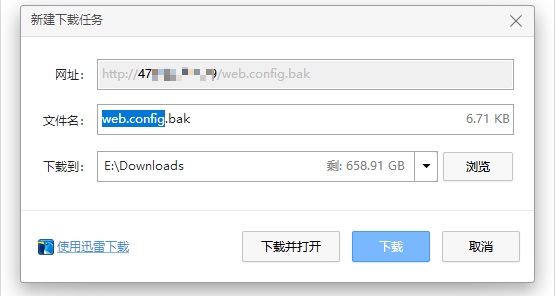 新建下载任务
网址： http://47 9/web.config.bak
文件名： web.config.bak 6.71 KB
下载到： E:\Downloads 剩: 658.91 GB 浏览
使用迅雷下载 下载并打开 下载 取消